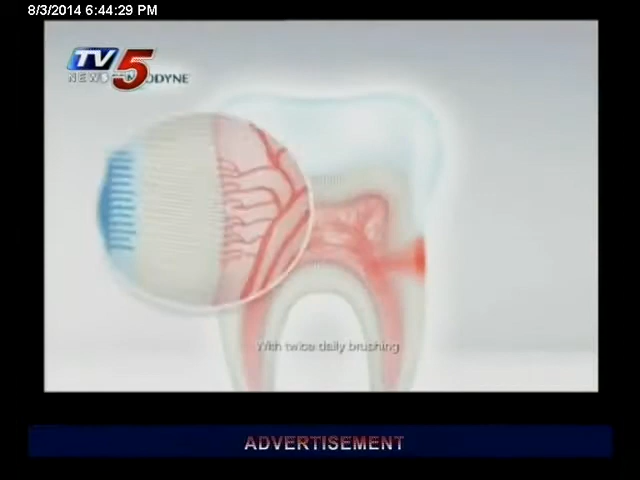 8/3/2014 6:44:29 PM
TV5
NEWS
ODYNE
With twice daily brushing
ADVERTISEMENT